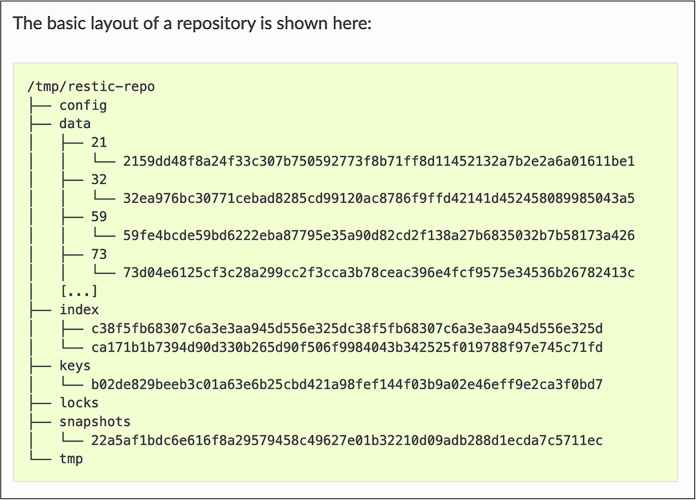 The basic layout of a repository is shown here:
/tmp/restic-repo
├── config
├── data
│   ├── 21
│   │   └── 2159dd48f8a24f33c307b750592773f8b71ff8d11452132a7b2e2a6a01611be1
│   ├── 32
│   │   └── 32ea976bc30771cebad8285cd99120ac8786f9ffd42141d452458089985043a5
│   ├── 59
│   │   └── 59fe4bcde59bd6222eba87795e35a90d82cd2f138a27b6835032b7b58173a426
│   ├── 73
│   │   └── 73d04e6125cf3c28a299cc2f3cca3b78ceac396e4fcf9575e34536b26782413c
│   [...]
├── index
│   ├── c38f5fb68307c6a3e3aa945d556e325dc38f5fb68307c6a3e3aa945d556e325d
│   └── ca171b1b7394d90d330b265d90f506f9984043b342525f019788f97e745c71fd
├── keys
│   └── b02de829beeb3c01a63e6b25cbd421a98fef144f03b9a02e46eff9e2ca3f0bd7
├── locks
├── snapshots
│   └── 22a5af1bdc6e616f8a29579458c49627e01b32210d09adb288d1ecda7c5711ec
└── tmp